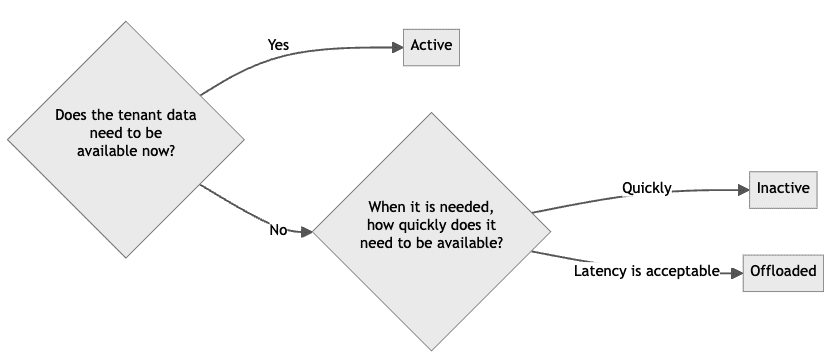 Does the tenant data
need to be
available now?
Yes
Active
No
When it is needed,
how quickly does it
need to be available?
Quickly
Inactive
Latency is acceptable
Offloaded